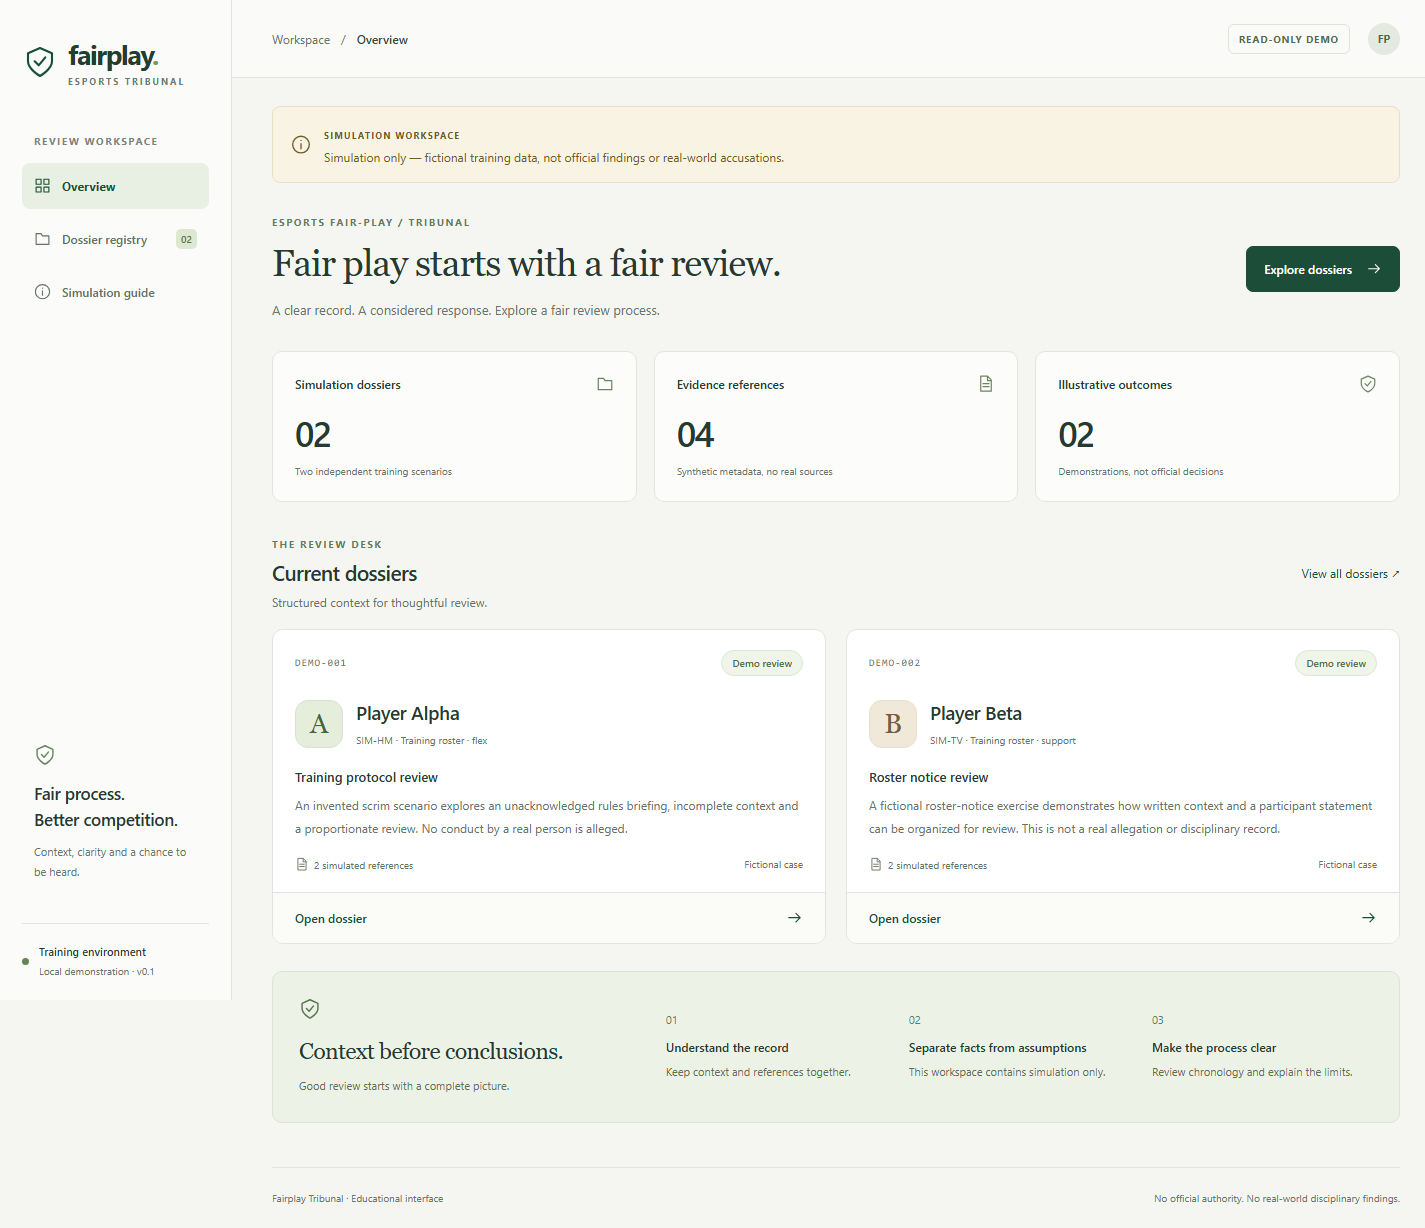 fairplay.
ESPORTS TRIBUNAL
REVIEW WORKSPACE
Overview
Dossier registry
02
Simulation guide
Fair process.
Better competition.
Context, clarity and a chance to
be heard.
Training environment
Local demonstration · v0.1
Workspace / Overview
READ-ONLY DEMO
FP
SIMULATION WORKSPACE
Simulation only — fictional training data, not official findings or real-world accusations.
ESPORTS FAIR-PLAY / TRIBUNAL
Fair play starts with a fair review.
A clear record. A considered response. Explore a fair review process.
Explore dossiers →
Simulation dossiers
02
Two independent training scenarios
Evidence references
04
Synthetic metadata, no real sources
Illustrative outcomes
02
Demonstrations, not official decisions
THE REVIEW DESK
Current dossiers
Structured context for thoughtful review.
View all dossiers ↗
DEMO-001
Demo review
A
Player Alpha
SIM-HM · Training roster · flex
Training protocol review
An invented scrim scenario explores an unacknowledged rules briefing, incomplete context and
a proportionate review. No conduct by a real person is alleged.
2 simulated references
Fictional case
Open dossier →
DEMO-002
Demo review
B
Player Beta
SIM-TV · Training roster · support
Roster notice review
A fictional roster-notice exercise demonstrates how written context and a participant statement
can be organized for review. This is not a real allegation or disciplinary record.
2 simulated references
Fictional case
Open dossier →
Context before conclusions.
Good review starts with a complete picture.
01
Understand the record
Keep context and references together.
02
Separate facts from assumptions
This workspace contains simulation only.
03
Make the process clear
Review chronology and explain the limits.
Fairplay Tribunal · Educational interface
No official authority. No real-world disciplinary findings.